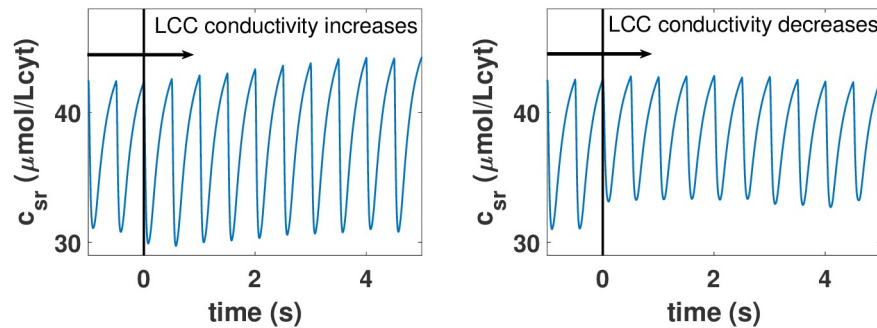 LCC conductivity increases
c_sr (μmol/Lcyt)
40
30
0
2
4
time (s)
LCC conductivity decreases
c_sr (μmol/Lcyt)
40
30
0
2
4
time (s)